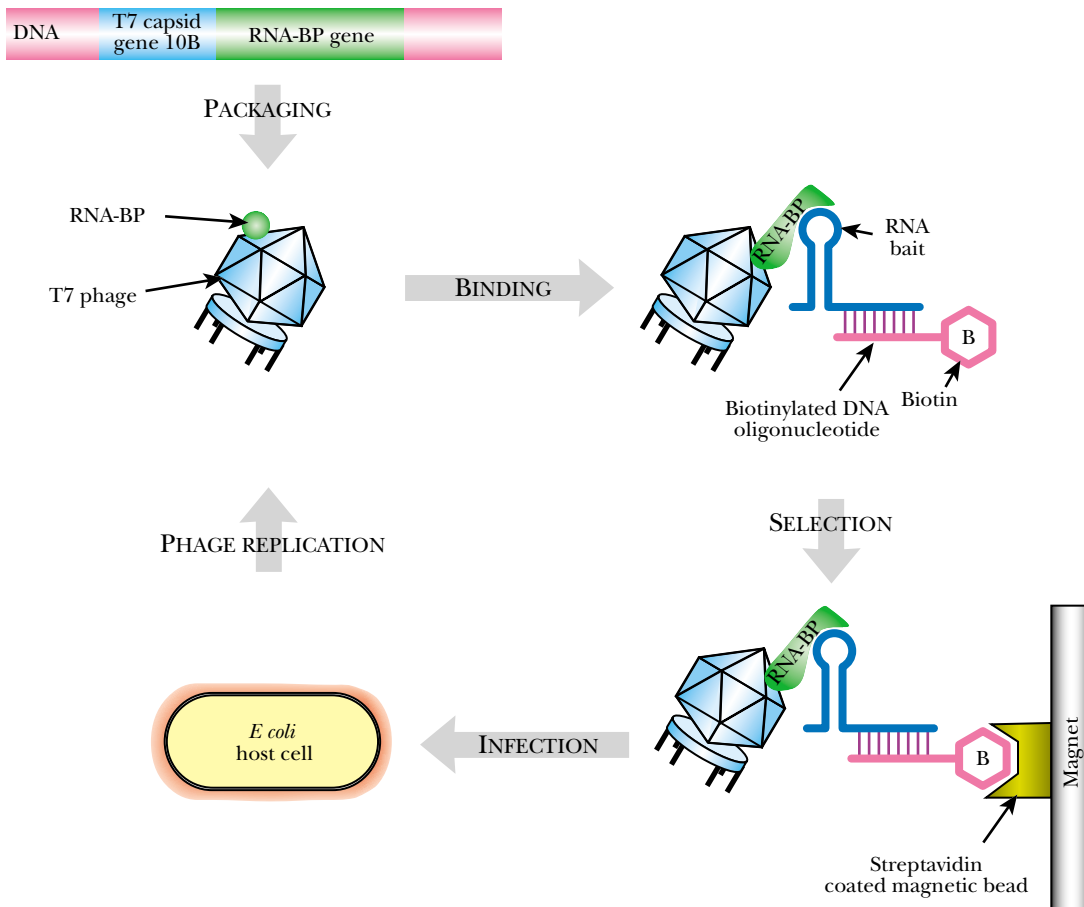 DNA
T7 capsid
gene 10B
RNA-BP gene
PACKAGING
RNA-BP
T7 phage
BINDING
RNA-BP
RNA
bait
B
Biotinylated DNA
oligonucleotide
Biotin
SELECTION
PHAGE REPLICATION
RNA-BP
B
Magnet
E coli
host cell
INFECTION
Streptavidin
coated magnetic bead